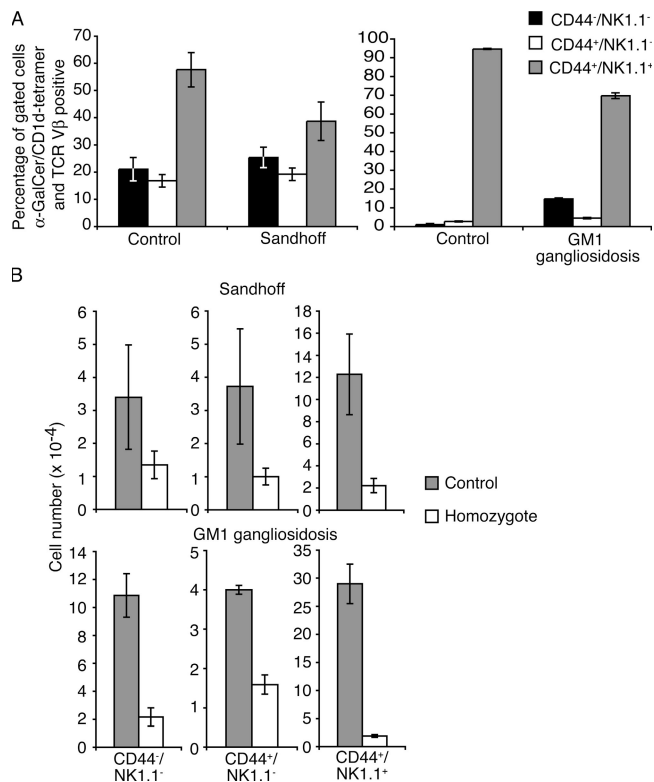 A
Percentage of gated cells
α-GalCer/CD1d-tetramer
and TCR Vβ positive
70
60
50
40
30
20
10
0
Control
Sandhoff
100
90
80
70
60
50
40
30
20
10
0
Control
GM1
gangliosidosis
CD44⁻/NK1.1⁻
CD44⁺/NK1.1⁻
CD44⁺/NK1.1⁺
B
Cell number (x 10⁻⁴)
Sandhoff
6
5
4
3
2
1
0
6
5
4
3
2
1
0
18
16
14
12
10
8
6
4
2
0
Control
Homozygote
GM1 gangliosidosis
14
12
10
8
6
4
2
0
CD44⁻/
NK1.1⁻
5
4
3
2
1
0
CD44⁺/
NK1.1⁻
35
30
25
20
15
10
5
0
CD44⁺/
NK1.1⁺